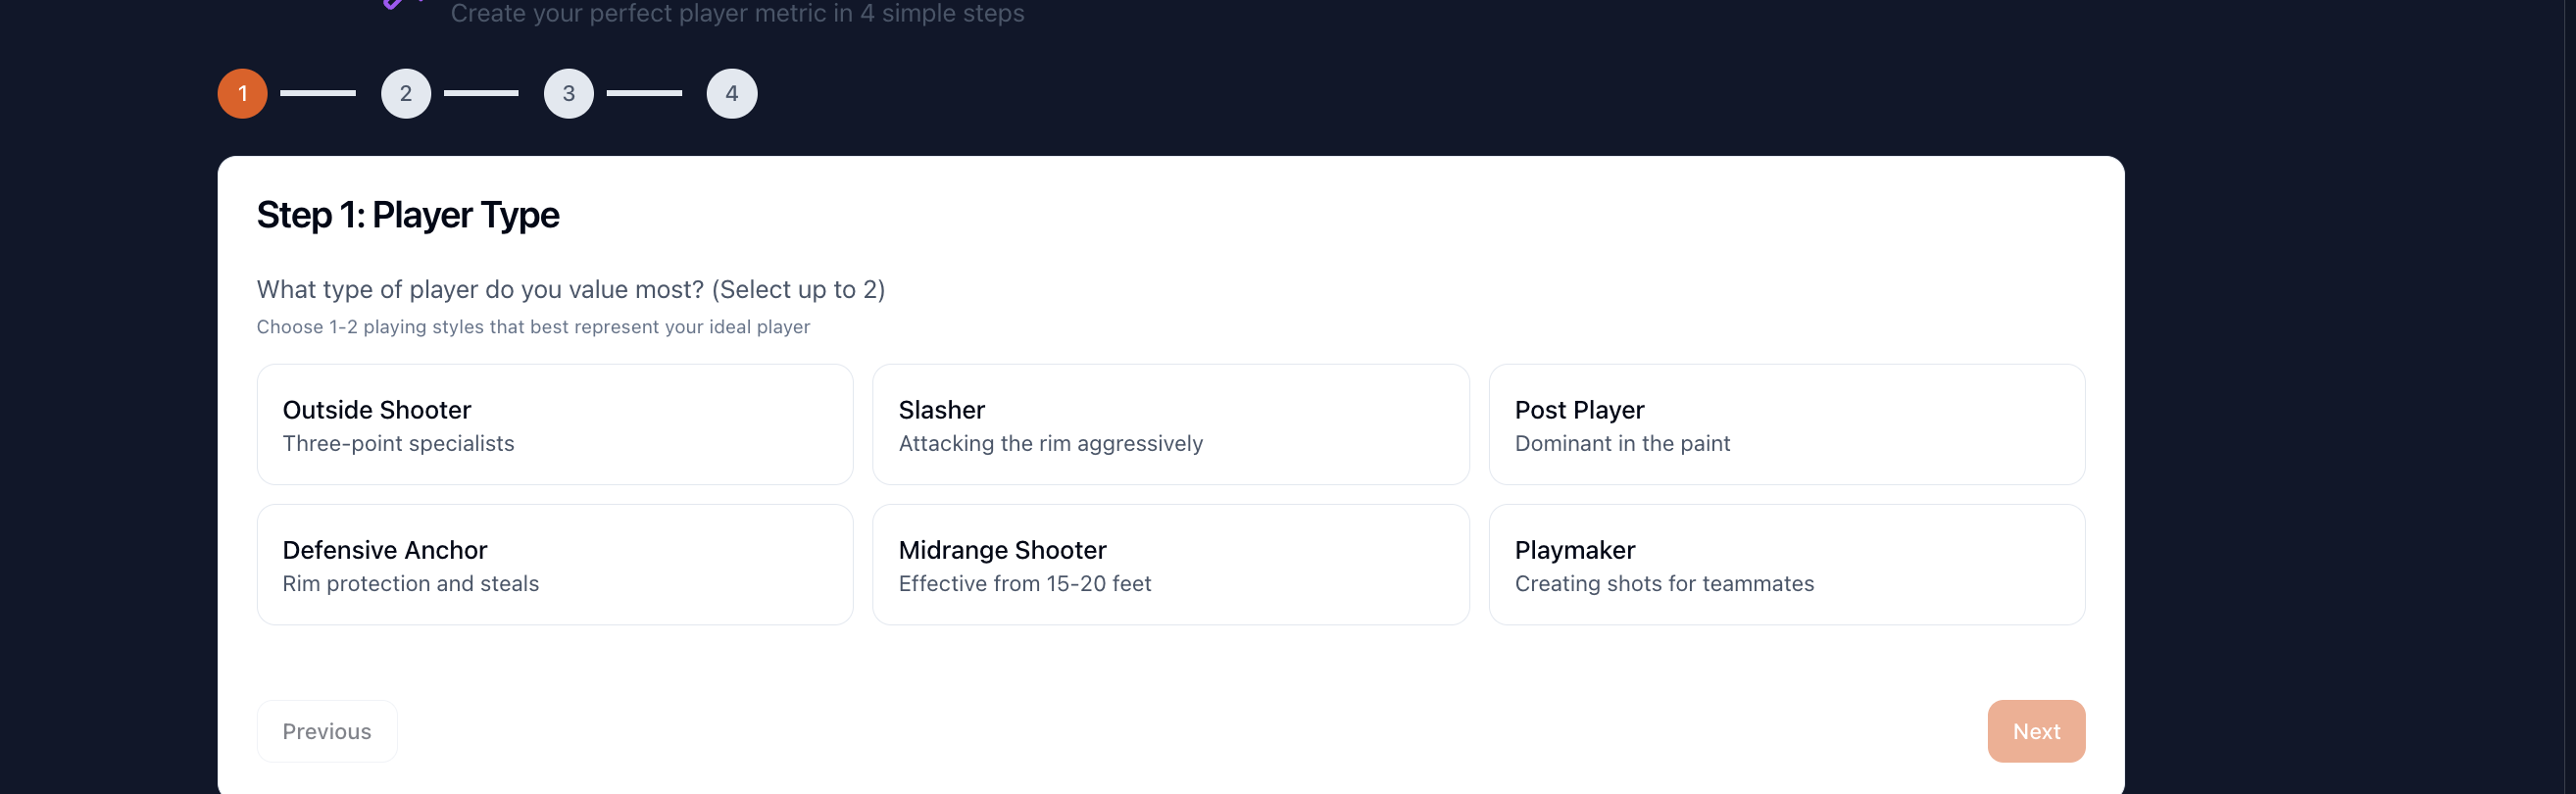 Create your perfect player metric in 4 simple steps
1 2 3 4
Step 1: Player Type
What type of player do you value most? (Select up to 2)
Choose 1-2 playing styles that best represent your ideal player
Outside Shooter
Three-point specialists
Slasher
Attacking the rim aggressively
Post Player
Dominant in the paint
Defensive Anchor
Rim protection and steals
Midrange Shooter
Effective from 15-20 feet
Playmaker
Creating shots for teammates
Previous
Next